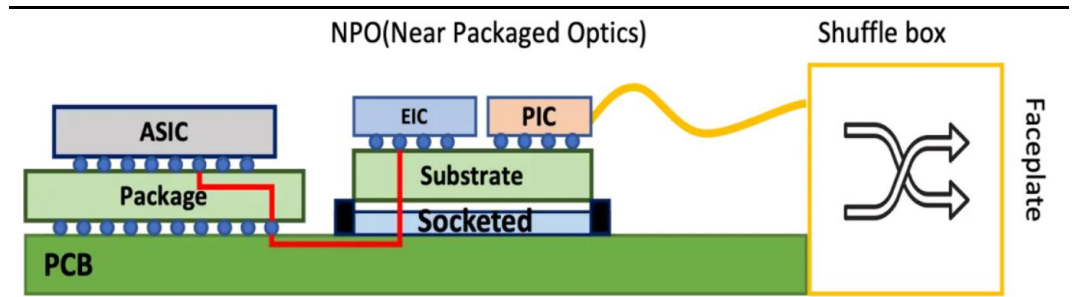 NPO(Near Packaged Optics)
Shuffle box
ASIC
EIC
PIC
Package
Substrate
Socketed
PCB
Faceplate